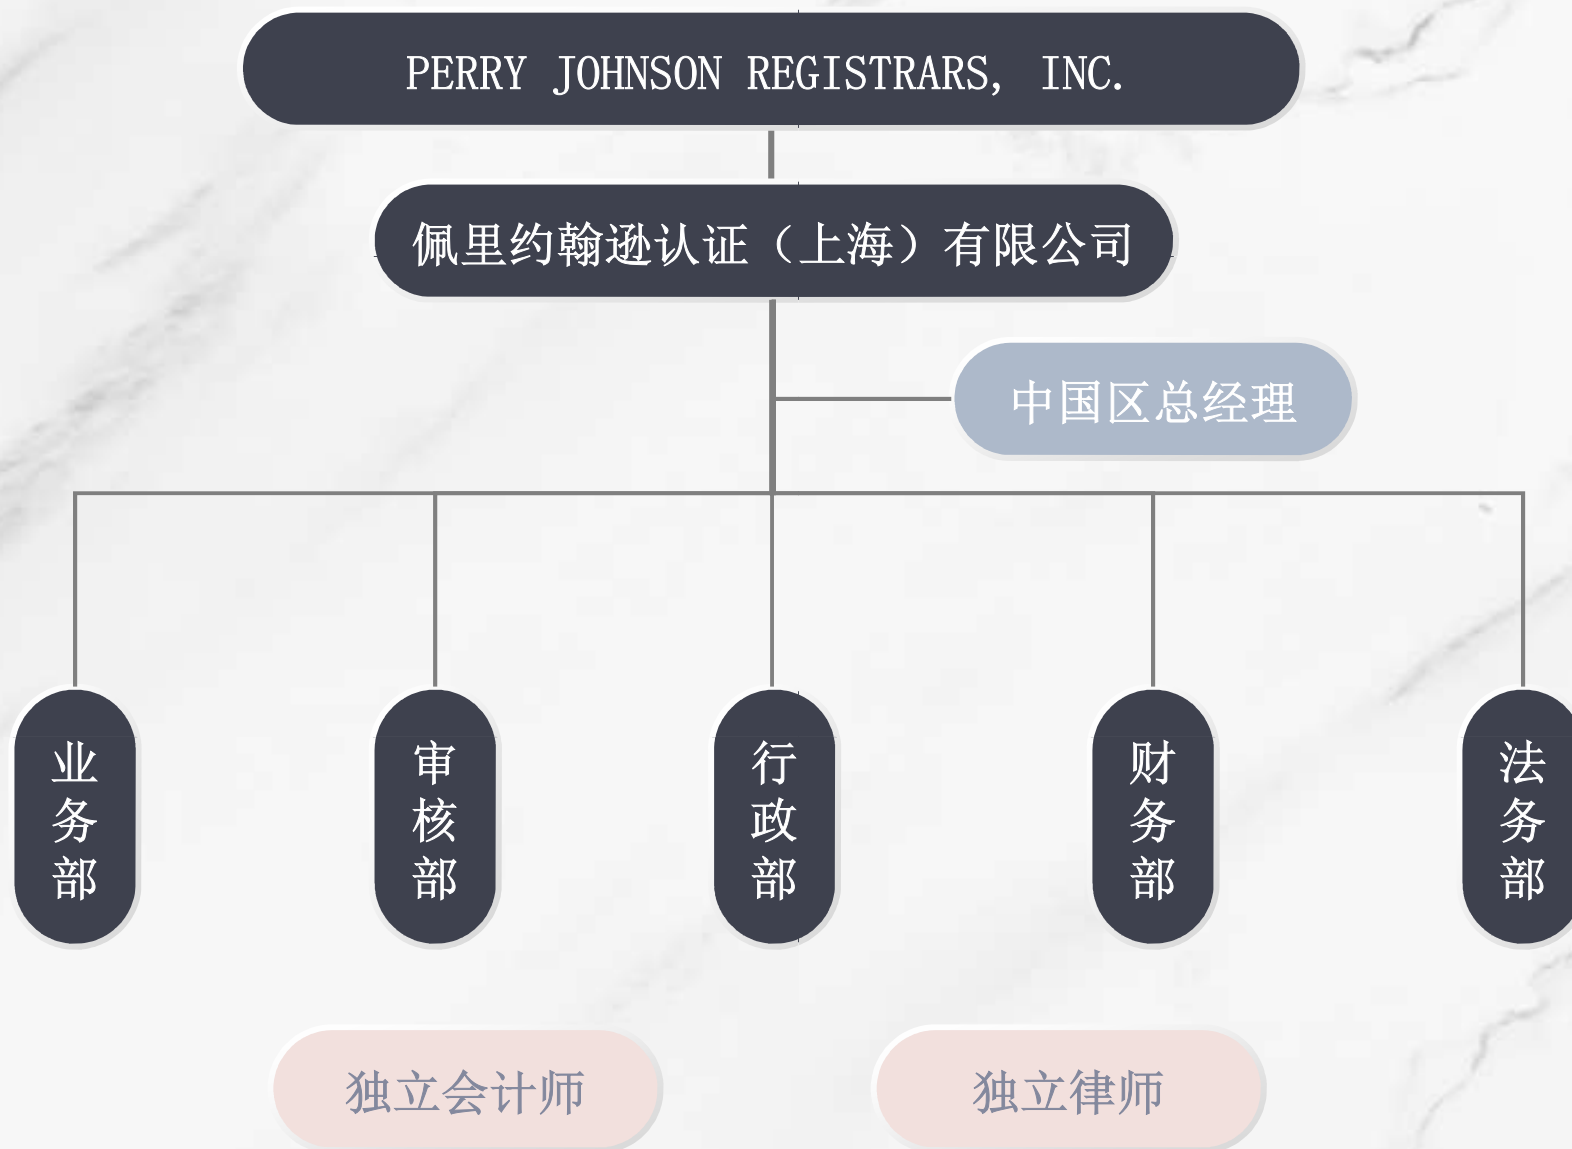 PERRY JOHNSON REGISTRARS, INC.
佩里约翰逊认证（上海）有限公司
中国区总经理
业务部
审核部
行政部
财务部
法务部
独立会计师
独立律师